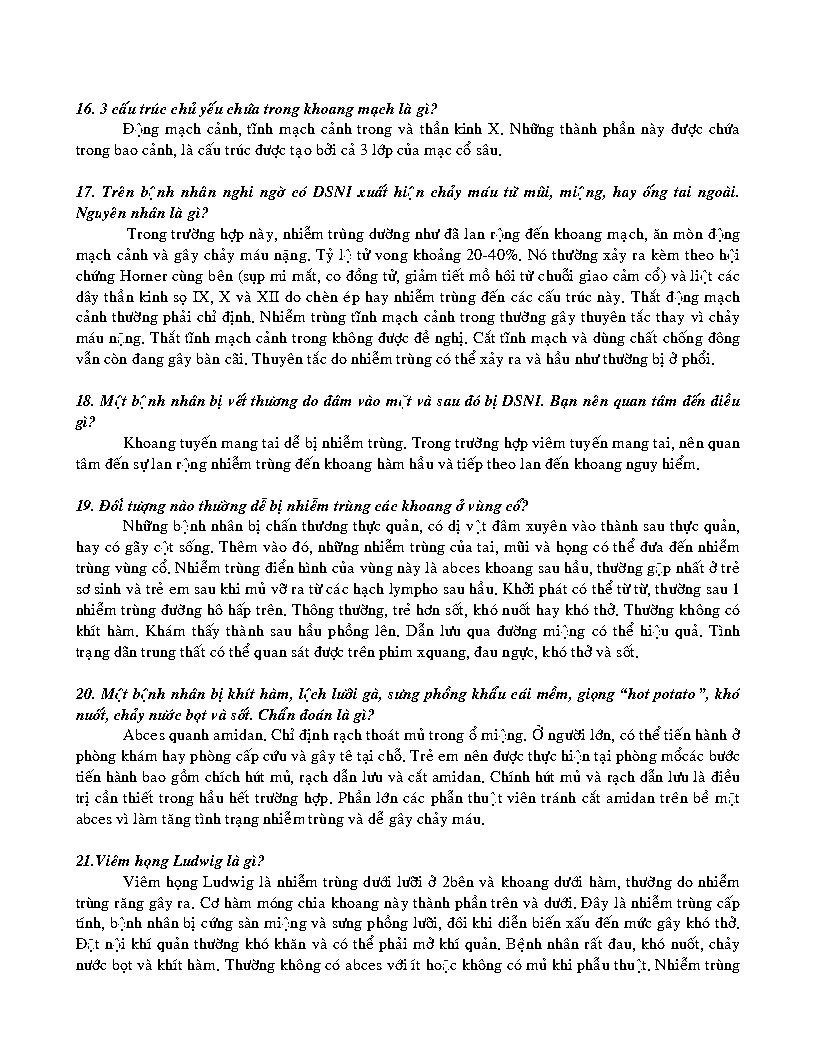 16. 3 cấu trúc chủ yếu chứa trong khoang mạch là gì?
Động mạch cảnh, tĩnh mạch cảnh trong và thần kinh X. Những thành phần này được chứa
trong bao cảnh, là cấu trúc được tạo bởi cả 3 lớp của mạc cổ sâu.
17. Trên bệnh nhân nghi ngờ có DSNI xuất hiện chảy máu từ mũi, miệng, hay ống tai ngoài.
Nguyên nhân là gì?
Trong trường hợp này, nhiễm trùng dường như đã lan rộng đến khoang mạch, ăn mòn động
mạch cảnh và gây chảy máu nặng. Tỷ lệ tử vong khoảng 20-40%. Nó thường xảy ra kèm theo hội
chứng Horner cùng bên (sụp mi mắt, co đồng tử, giảm tiết mồ hôi từ chuỗi giao cảm cổ) và liệt các
dây thần kinh sọ IX, X và XII do chèn ép hay nhiễm trùng đến các cấu trúc này. Thắt động mạch
cảnh thường phải chỉ định. Nhiễm trùng tĩnh mạch cảnh trong thường gây thuyên tắc thay vì chảy
máu nặng. Thắt tĩnh mạch cảnh trong không được đề nghị. Cắt tĩnh mạch và dùng chất chống đông
vẫn còn đang gây bàn cãi. Thuyên tắc do nhiễm trùng có thể xảy ra và hầu như thường bị ở phổi.
18. Một bệnh nhân bị vết thương do đâm vào mặt và sau đó bị DSNI. Bạn nên quan tâm đến điều
gì?
Khoang tuyến mang tai dễ bị nhiễm trùng. Trong trường hợp viêm tuyến mang tai, nên quan
tâm đến sự lan rộng nhiễm trùng đến khoang hàm hầu và tiếp theo lan đến khoang nguy hiểm.
19. Đối tượng nào thường dễ bị nhiễm trùng các khoang ở vùng cổ?
Những bệnh nhân bị chấn thương thực quản, có dị vật đâm xuyên vào thành sau thực quản,
hay có gãy cột sống. Thêm vào đó, những nhiễm trùng của tai, mũi và họng có thể đưa đến nhiễm
trùng vùng cổ. Nhiễm trùng điển hình của vùng này là abces khoang sau hầu, thường gặp nhất ở trẻ
sơ sinh và trẻ em sau khi mủ vỡ ra từ các hạch lympho sau hầu. Khởi phát có thể từ từ, thường sau 1
nhiễm trùng đường hô hấp trên. Thông thường, trẻ hơn sốt, khó nuốt hay khó thở. Thường không có
khít hàm. Khám thấy thành sau hầu phồng lên. Dẫn lưu qua đường miệng có thể hiệu quả. Tình
trạng dãn trung thất có thể quan sát được trên phim xquang, đau ngực, khó thở và sốt.
20. Một bệnh nhân bị khít hàm, lệch lưỡi gà, sưng phồng khẩu cái mềm, giọng “hot potato”, khó
nuốt, chảy nước bọt và sốt. Chẩn đoán là gì?
Abces quanh amidan. Chỉ định rạch thoát mủ trong ổ miệng. Ở người lớn, có thể tiến hành ở
phòng khám hay phòng cấp cứu và gây tê tại chỗ. Trẻ em nên được thực hiện tại phòng mổcác bước
tiến hành bao gồm chích hút mủ, rạch dẫn lưu và cắt amidan. Chính hút mủ và rạch dẫn lưu là điều
trị cần thiết trong hầu hết trường hợp. Phần lớn các phẫn thuật viên tránh cắt amidan trên bề mặt
abces vì làm tăng tình trạng nhiễm trùng và dễ gây chảy máu.
21.Viêm họng Ludwig là gì?
Viêm họng Ludwig là nhiễm trùng dưới lưỡi ở 2bên và khoang dưới hàm, thường do nhiễm
trùng răng gây ra. Cơ hàm móng chia khoang này thành phần trên và dưới. Đây là nhiễm trùng cấp
tính, bệnh nhân bị cứng sàn miệng và sưng phồng lưỡi, đôi khi diễn biến xấu đến mức gây khó thở.
Đặt nội khí quản thường khó khăn và có thể phải mở khí quản. Bệnh nhân rất đau, khó nuốt, chảy
nước bọt và khít hàm. Thường không có abces với ít hoặc không có mủ khi phẫu thuật. Nhiễm trùng